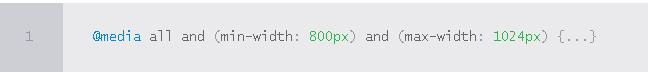 1 @media all and (min-width: 800px) and (max-width: 1024px) {...}